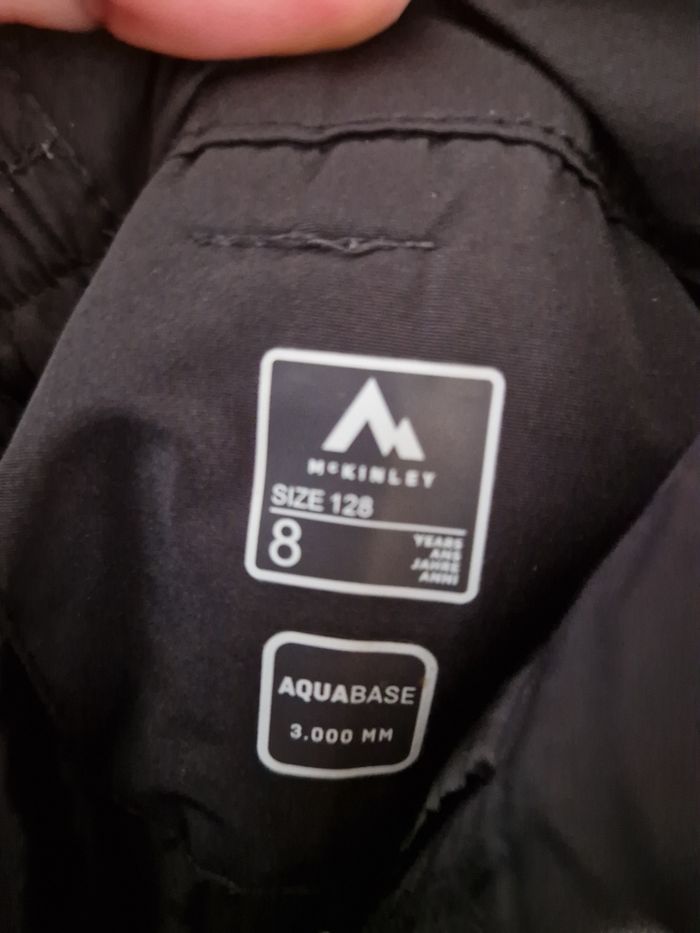 McKINLEY
SIZE 128
8
YEARS
ANS
JAHRE
ANNI
AQUABASE
3.000 MM